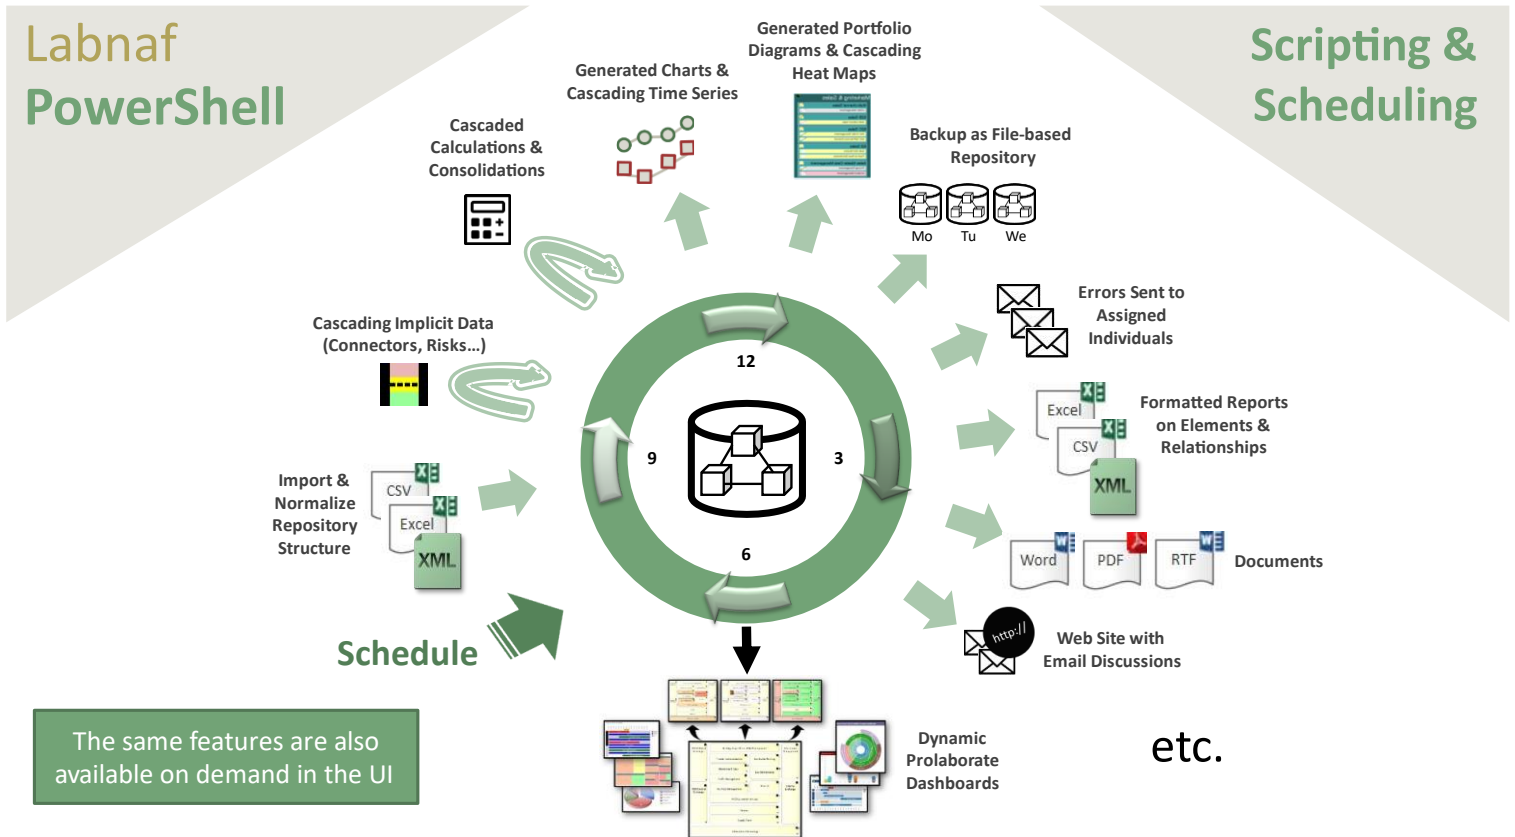 Labnaf
PowerShell
Scripting &
Scheduling
Generated Portfolio
Diagrams & Cascading
Heat Maps
Generated Charts &
Cascading Time Series
Cascaded
Calculations &
Consolidations
Backup as File-based
Repository
Mo Tu We
Errors Sent to
Assigned
Individuals
Cascading Implicit Data
(Connectors, Risks...)
12
3
6
9
Excel
CSV
XML
Formatted Reports
on Elements &
Relationships
Import &
Normalize
Repository
Structure
CSV
Excel
XML
Word
PDF
RTF
Documents
http://
Web Site with
Email Discussions
Schedule
The same features are also
available on demand in the UI
Dynamic
Prolaborate
Dashboards
etc.